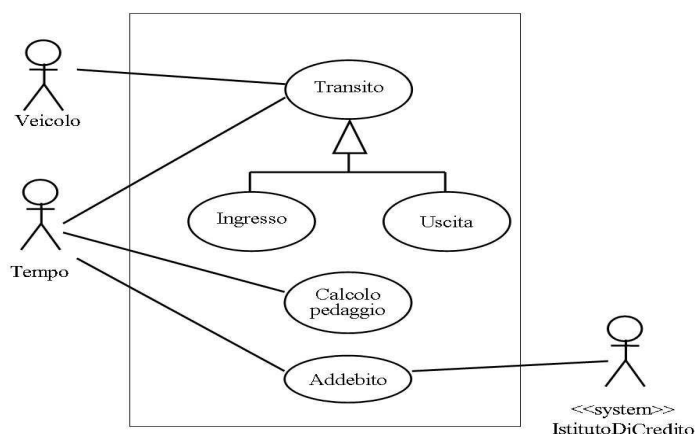 Transito
Veicolo
Ingresso
Uscita
Tempo
Calcolo
pedaggio
Addebito
<<system>>
IstitutoDiCredito